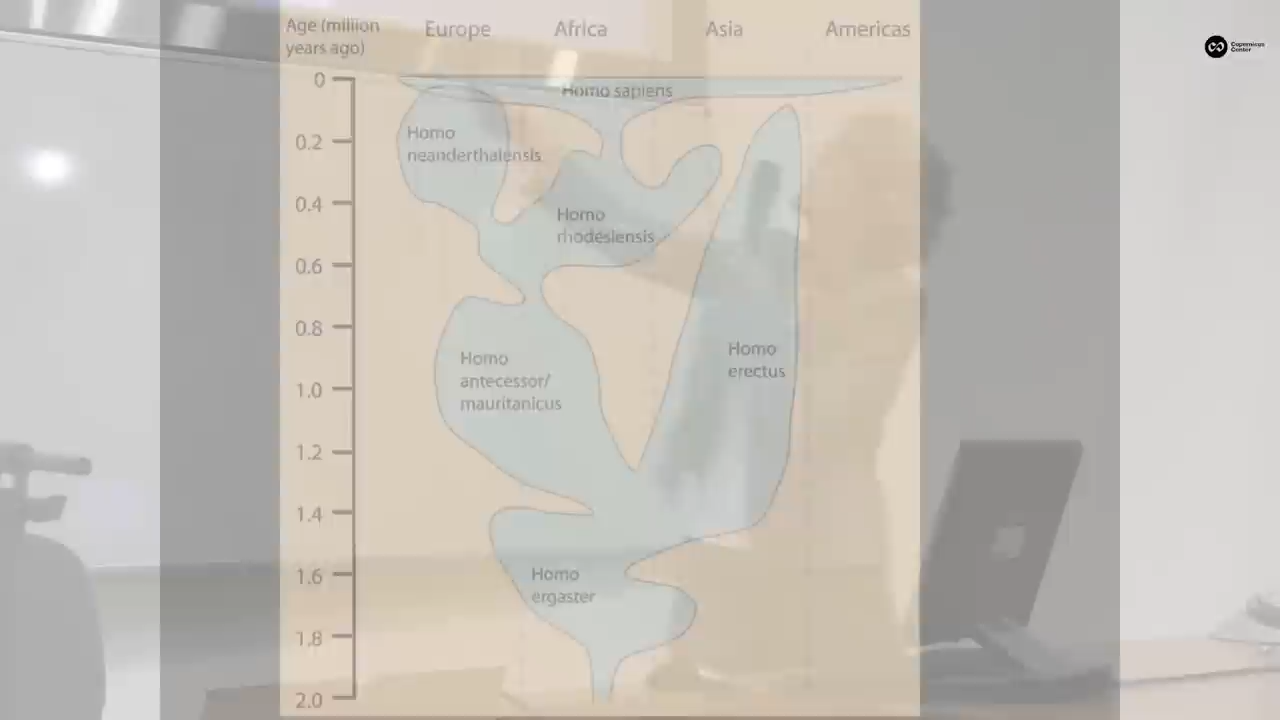 Age (million
years ago)
Europe
Africa
Asia
Americas
Copernicus
Center
0
Homo sapiens
Homo
neanderthalensis
0.2
0.4
Homo
rhodesiensis
0.6
0.8
Homo
erectus
Homo
antecessor/
mauritanicus
1.0
1.2
1.4
1.6
Homo
ergaster
1.8
2.0